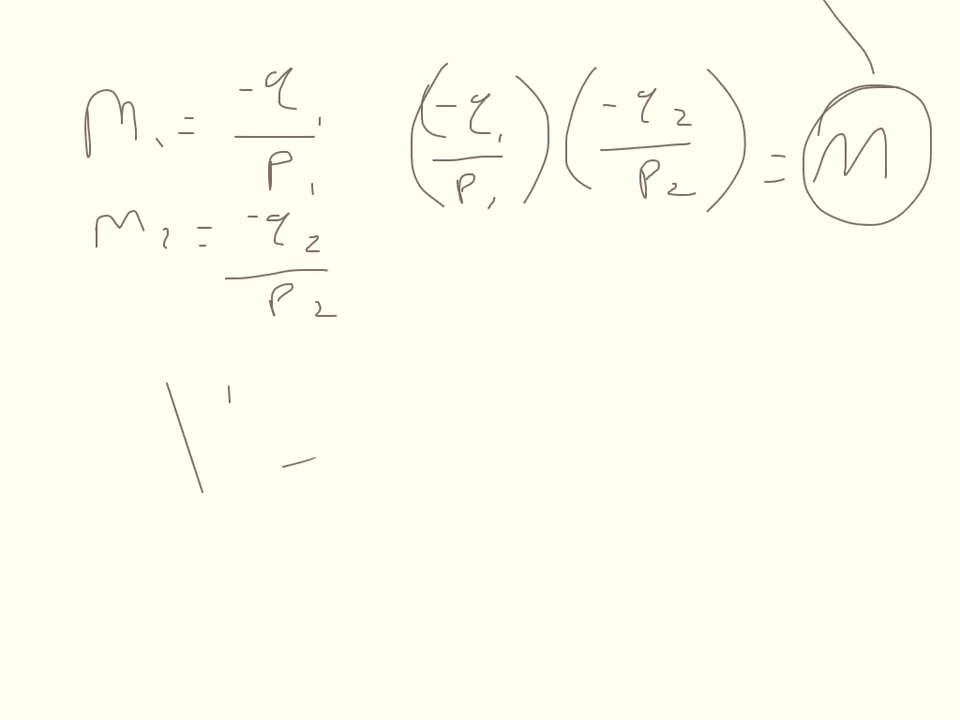 m₁ = -q₁/p₁ (-q₁/p₁)(-q₂/p₂) = m
m₂ = -q₂/p₂